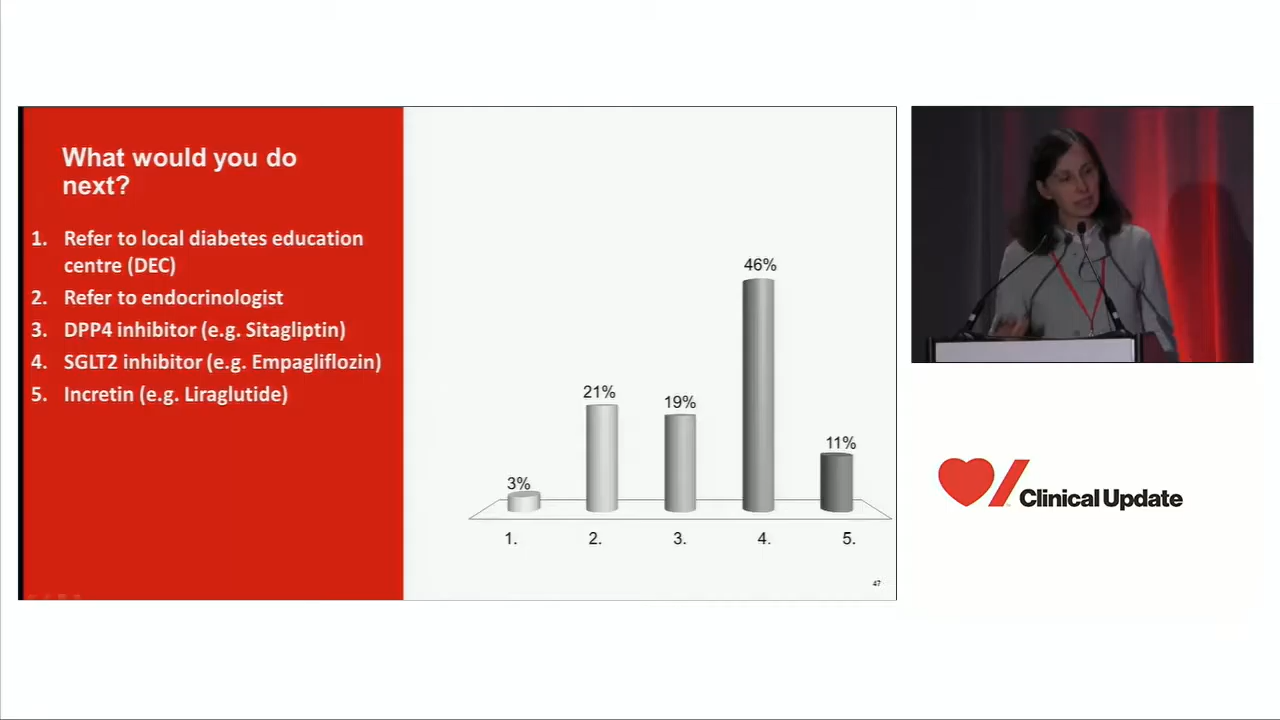 What would you do
next?
1. Refer to local diabetes education
centre (DEC)
2. Refer to endocrinologist
3. DPP4 inhibitor (e.g. Sitagliptin)
4. SGLT2 inhibitor (e.g. Empagliflozin)
5. Incretin (e.g. Liraglutide)
3%
21%
19%
46%
11%
1. 2. 3. 4. 5.
47
Clinical Update